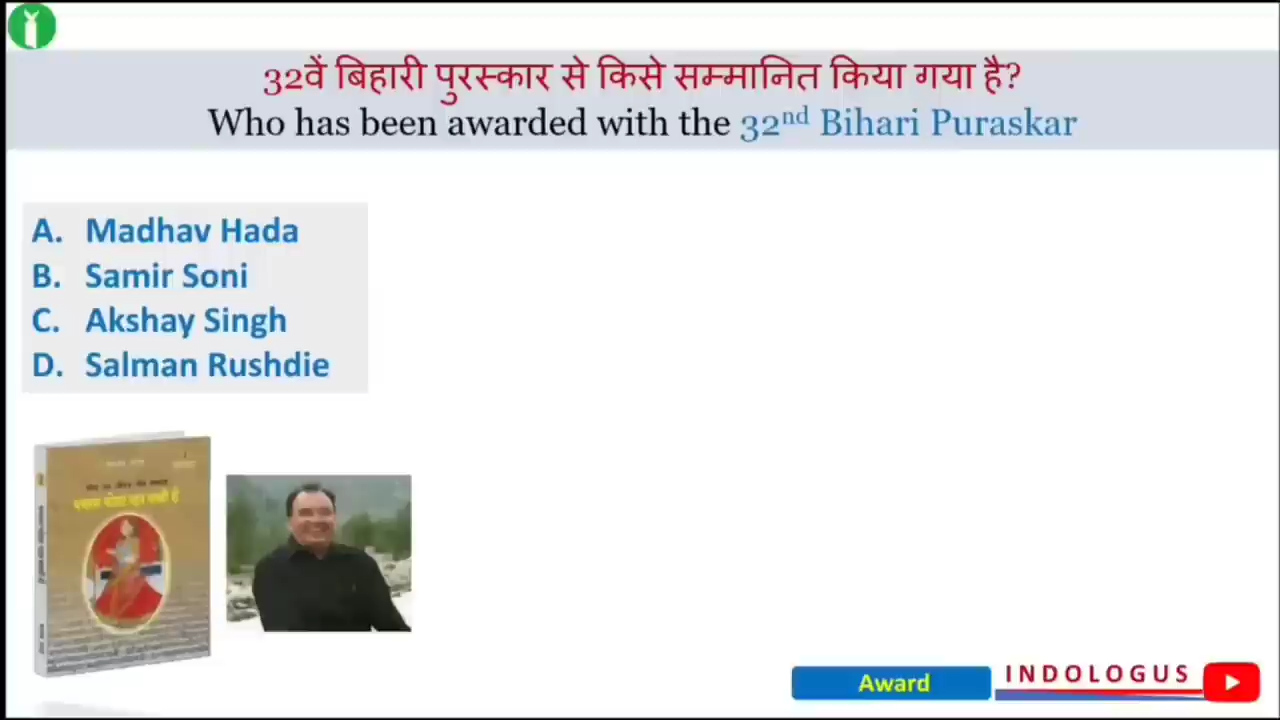 32वें बिहारी पुरस्कार से किसे सम्मानित किया गया है?
Who has been awarded with the 32nd Bihari Puraskar
A. Madhav Hada
B. Samir Soni
C. Akshay Singh
D. Salman Rushdie
Award
INDOLOGUS